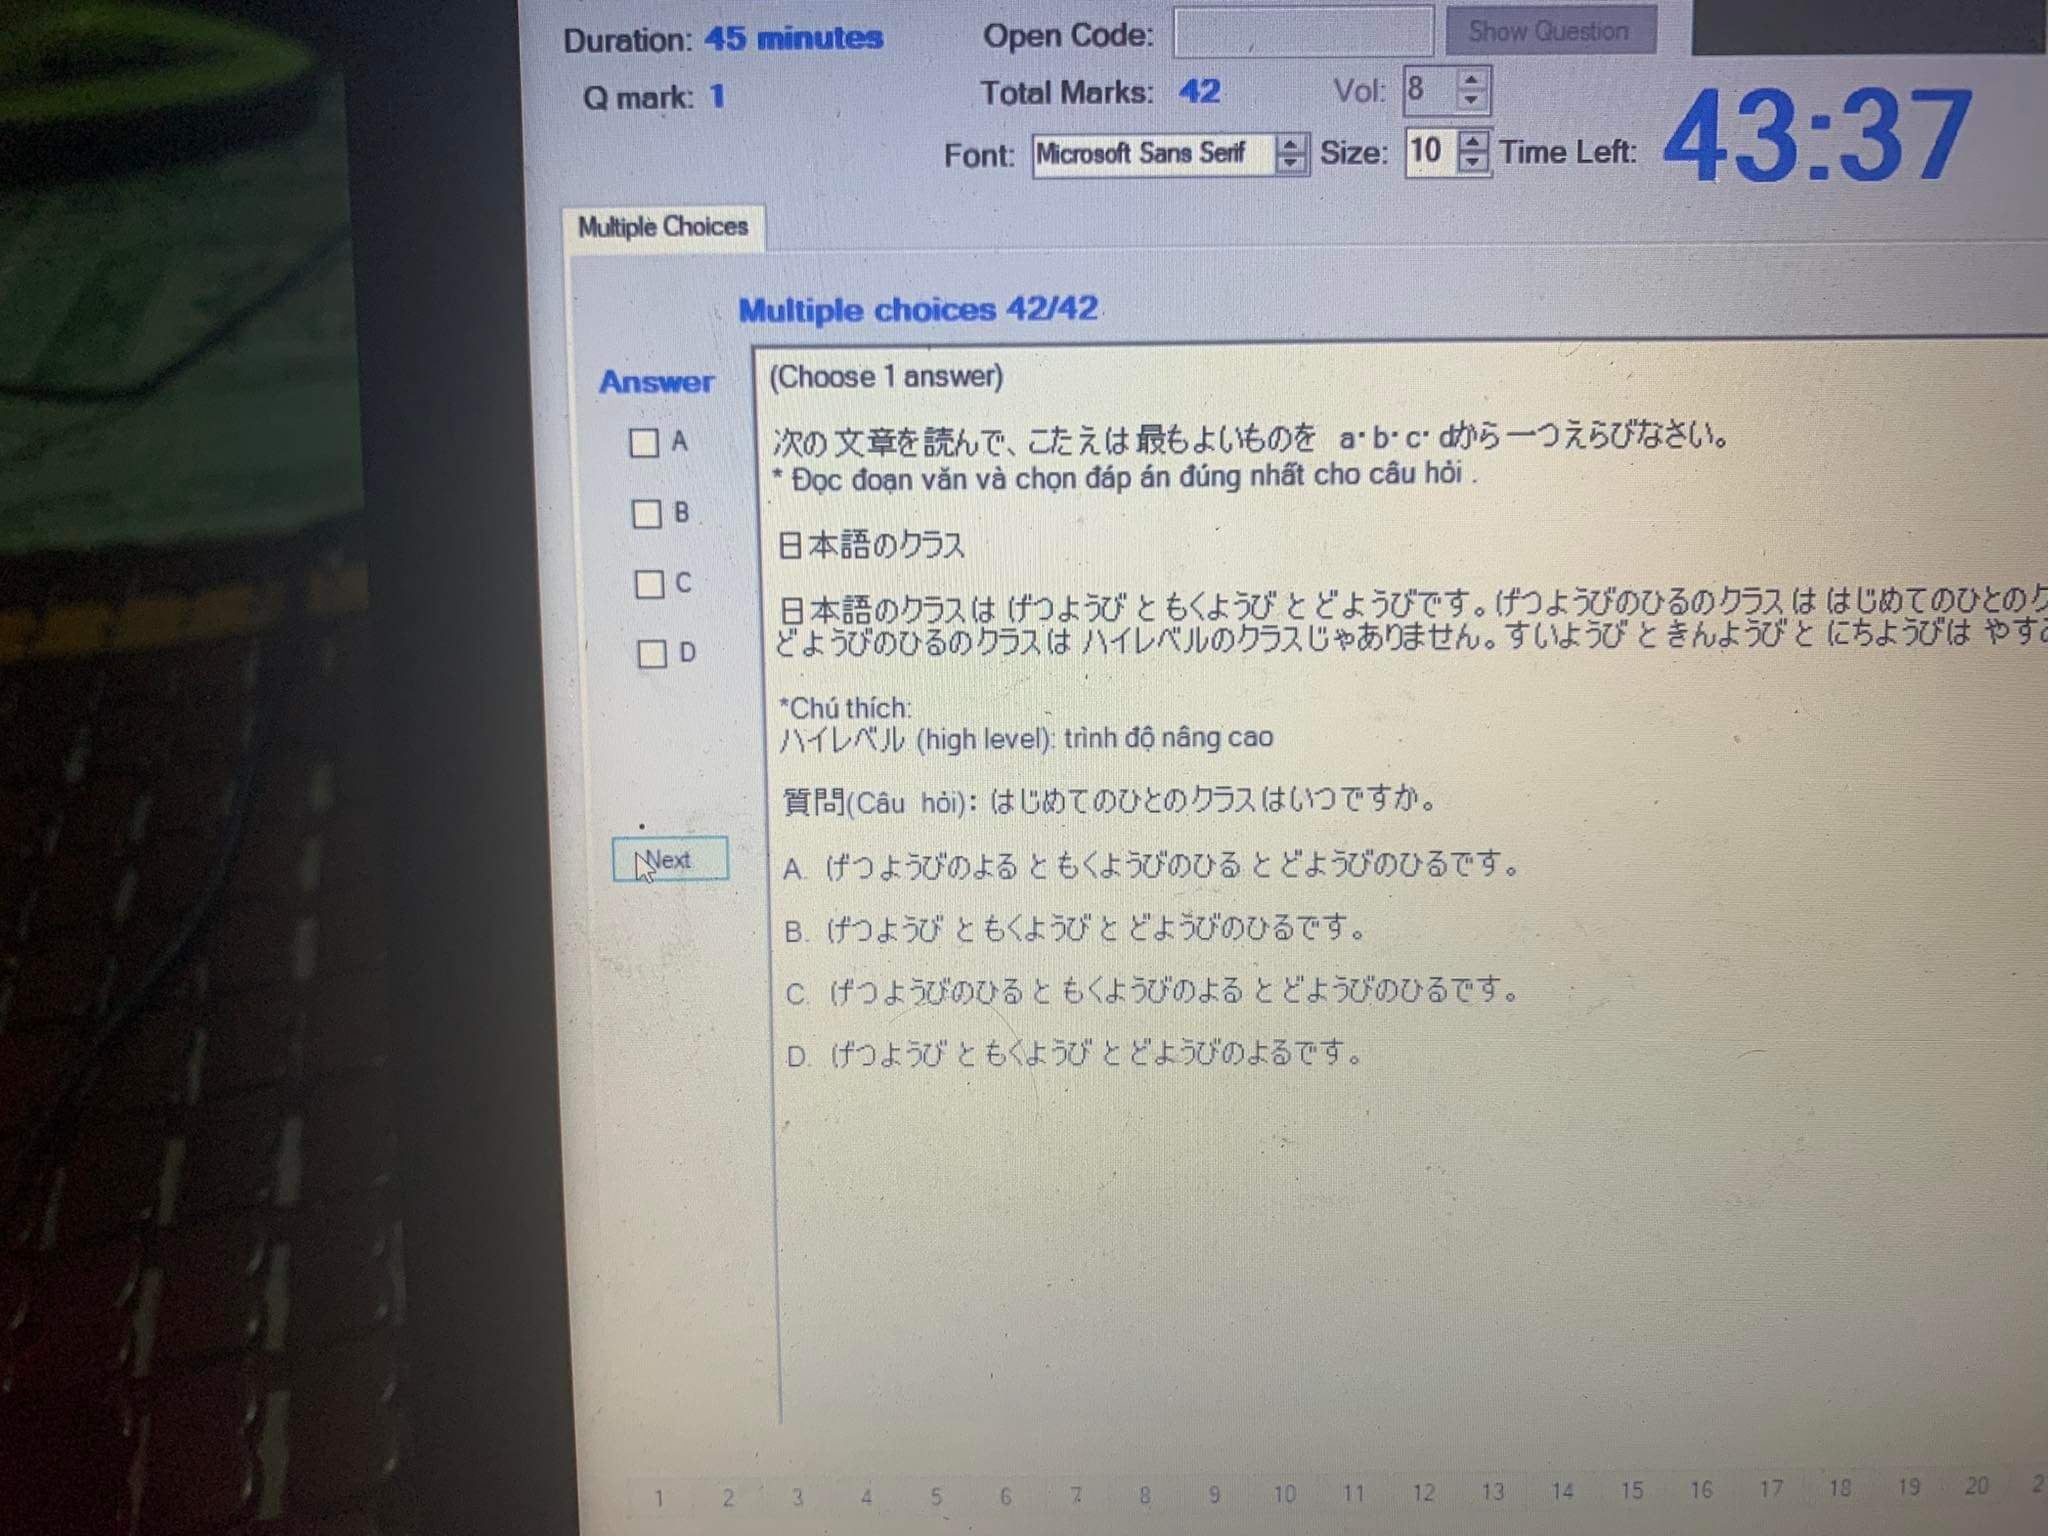 Duration: 45 minutes
Open Code:
Show Question
Q mark: 1
Total Marks: 42
Vol: 8
Font: Microsoft Sans Serif
Size: 10
Time Left: 43:37
Multiple Choices
Multiple choices 42/42
Answer
A
B
C
D
Next
(Choose 1 answer)
次の 文章を読んで、こたえは 最もよいものを a・b・c・dから 一つえらびなさい。
* Đọc đoạn văn và chọn đáp án đúng nhất cho câu hỏi .
日本語のクラス
日本語のクラスは げつようび と もくようび と どようびです。げつようびのひるのクラス は はじめてのひとのク
どようびのひるのクラスは ハイレベルのクラスじゃありません。すいようび と きんようび と にちようびは やす
*Chú thích:
ハイレベル (high level): trình độ nâng cao
質問(Câu hỏi): はじめてのひとのクラスはいつですか。
A. げつようびのよる と もくようびのひる と どようびのひるです。
B. げつようび と もくようび と どようびのひるです。
C. げつようびのひる と もくようびのよる と どようびのひるです。
D. げつようび と もくようび と どようびのよるです。
1 2 3 4 5 6 7 8 9 10 11 12 13 14 15 16 17 18 19 20 2